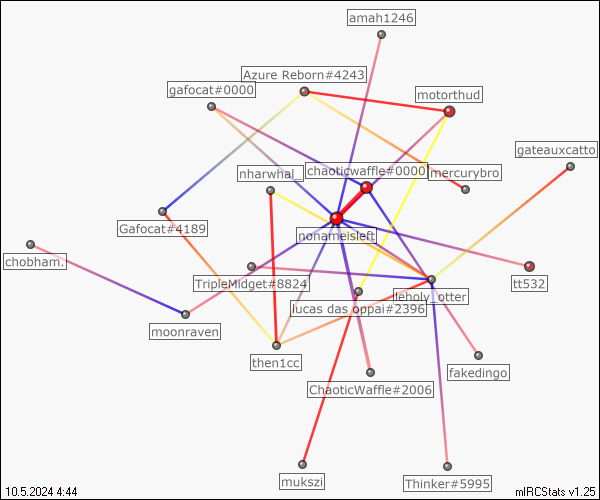 amah1246
Azure Reborn#4243
gafocat#0000
motorthud
gateauxcatto
chaoticwaffle#0000
nharwhal_
mercurybro
Gafocat#4189
nonameisleft
chobham.
TripleMidget#8824
tt532
leholy_otter
lucas das oppai#2396
moonraven
then1cc
fakedingo
ChaoticWaffle#2006
mukszi
Thinker#5995
10.5.2024 4:44
mIRCStats v1.25